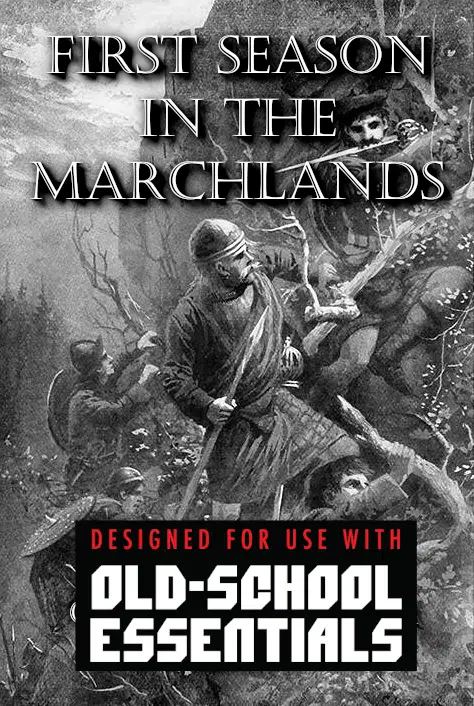 FIRST SEASON
IN THE
MARCHLANDS
DESIGNED FOR USE WITH
OLD-SCHOOL
ESSENTIALS